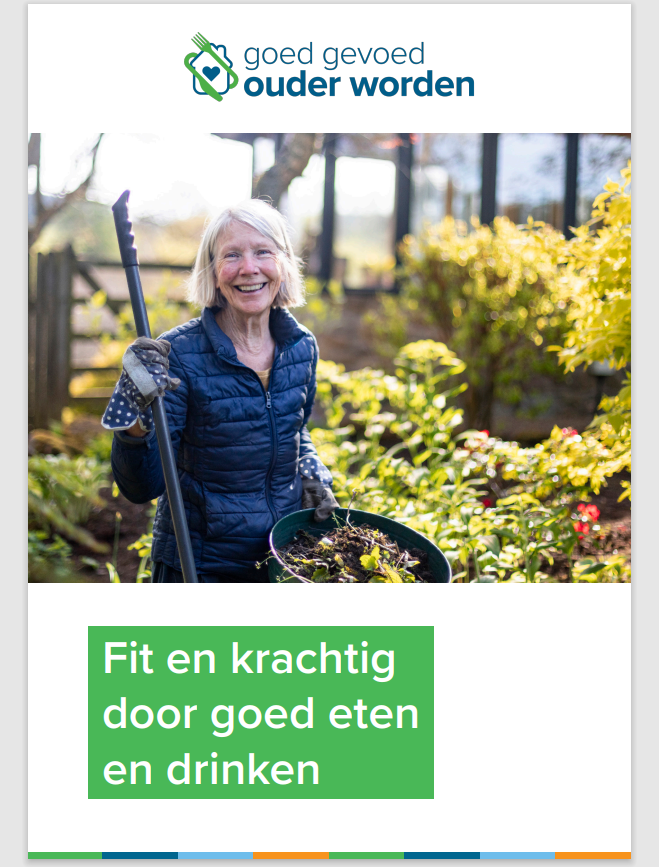 goed gevoed
ouder worden
Fit en krachtig
door goed eten
en drinken